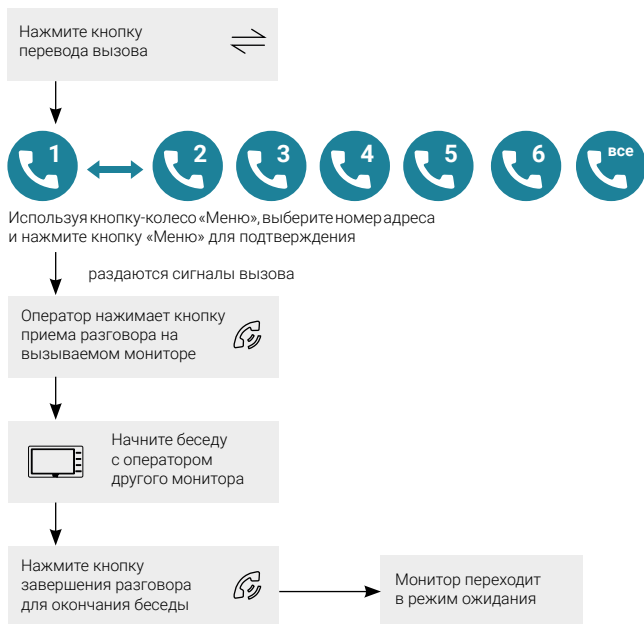 Нажмите кнопку
перевода вызова
1
2
3
4
5
6
все
Используя кнопку-колесо «Меню», выберите номер адреса
и нажмите кнопку «Меню» для подтверждения
раздаются сигналы вызова
Оператор нажимает кнопку
приема разговора на
вызываемом мониторе
Начните беседу
с оператором
другого монитора
Нажмите кнопку
завершения разговора
для окончания беседы
Монитор переходит
в режим ожидания